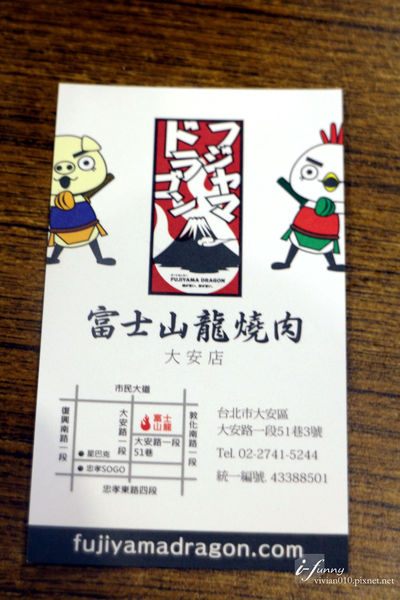 フジヤマ
ドラゴン
FUJIYAMA DRAGON
富士山龍燒肉
大安店
市民大道
復興南路一段
大安路一段
富士
山龍
敦化南路一段
大安路一段
51巷
星巴克
忠孝SOGO
忠孝東路四段
台北市大安區
大安路一段51巷3號
Tel. 02-2741-5244
統一編號. 43388501
fujiyamadragon.com
i-funny
vivian010.pixnet.net